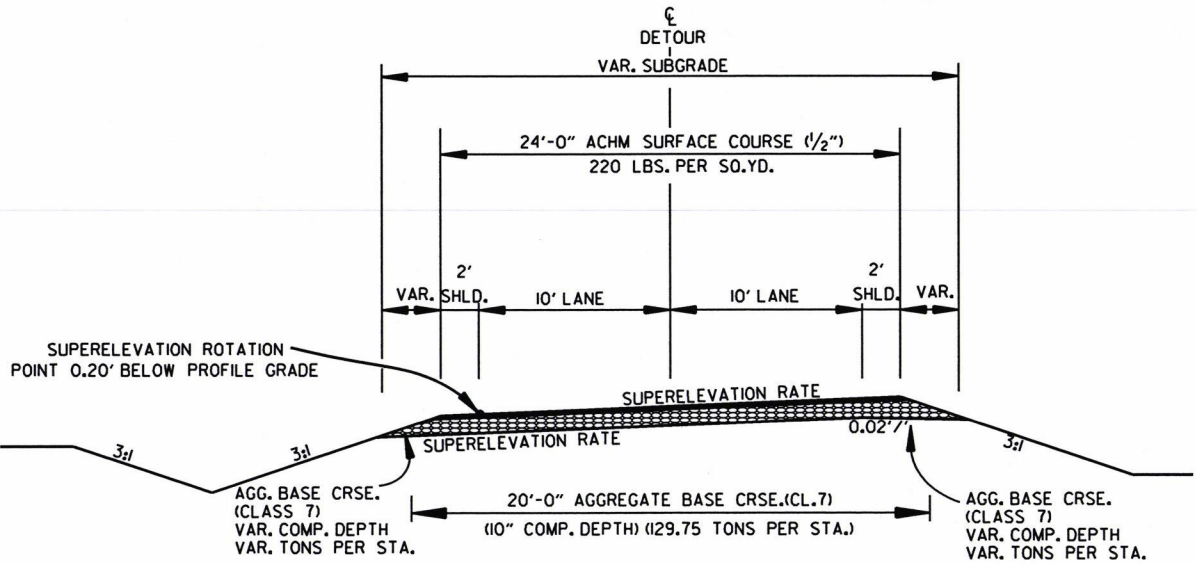 ℄
DETOUR
VAR. SUBGRADE
24'-0" ACHM SURFACE COURSE (1/2")
220 LBS. PER SQ.YD.
2'
2'
VAR.
SHLD.
10' LANE
10' LANE
SHLD.
VAR.
SUPERELEVATION ROTATION
POINT 0.20' BELOW PROFILE GRADE
SUPERELEVATION RATE
SUPERELEVATION RATE
0.02'/'
3:1
3:1
3:1
AGG. BASE CRSE.
(CLASS 7)
VAR. COMP. DEPTH
VAR. TONS PER STA.
20'-0" AGGREGATE BASE CRSE.(CL.7)
(10" COMP. DEPTH) (129.75 TONS PER STA.)
AGG. BASE CRSE.
(CLASS 7)
VAR. COMP. DEPTH
VAR. TONS PER STA.